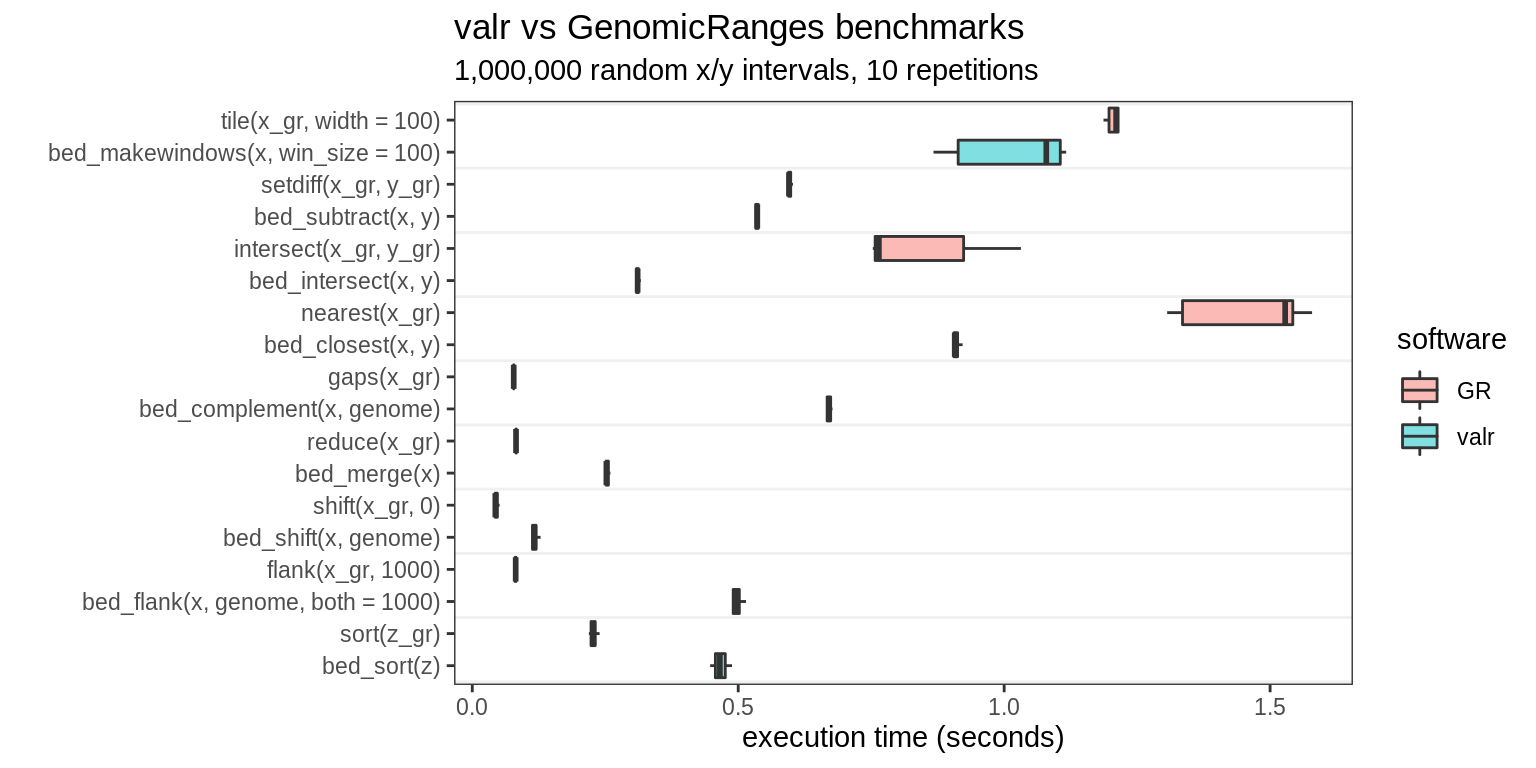 valr vs GenomicRanges benchmarks
1,000,000 random x/y intervals, 10 repetitions
tile(x_gr, width = 100)
bed_makewindows(x, win_size = 100)
setdiff(x_gr, y_gr)
bed_subtract(x, y)
intersect(x_gr, y_gr)
bed_intersect(x, y)
nearest(x_gr)
bed_closest(x, y)
gaps(x_gr)
bed_complement(x, genome)
reduce(x_gr)
bed_merge(x)
shift(x_gr, 0)
bed_shift(x, genome)
flank(x_gr, 1000)
bed_flank(x, genome, both = 1000)
sort(z_gr)
bed_sort(z)
0.0 0.5 1.0 1.5
execution time (seconds)
software
GR
valr